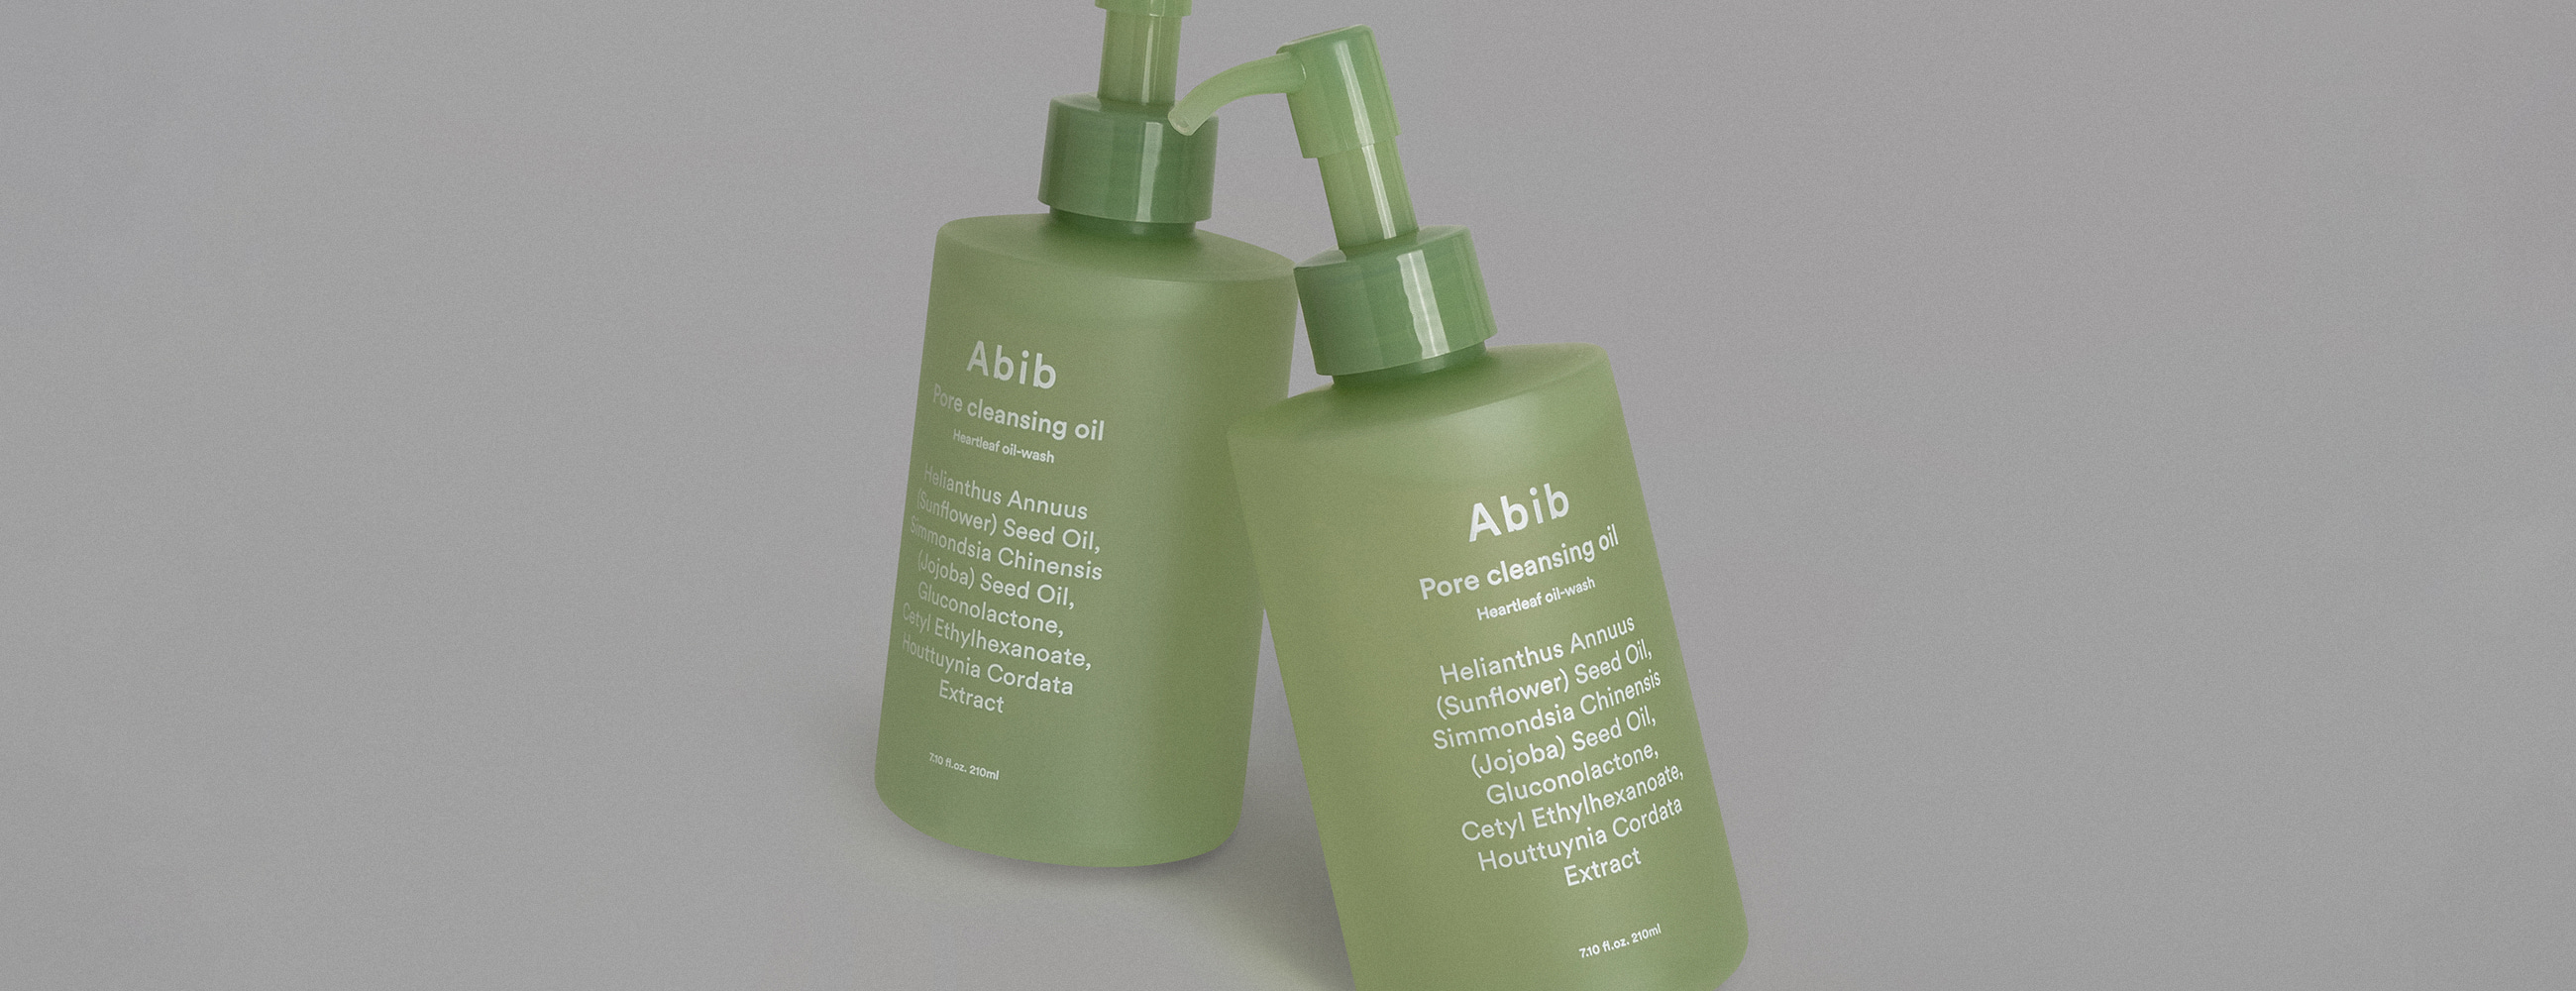 Abib
Pore cleansing oil
Heartleaf oil-wash
Helianthus Annuus
(Sunflower) Seed Oil,
Simmondsia Chinensis
(Jojoba) Seed Oil,
Gluconolactone,
Cetyl Ethylhexanoate,
Houttuynia Cordata
Extract
7.10 fl.oz. 210ml
Abib
Pore cleansing oil
Heartleaf oil-wash
Helianthus Annuus
(Sunflower) Seed Oil,
Simmondsia Chinensis
(Jojoba) Seed Oil,
Gluconolactone,
Cetyl Ethylhexanoate,
Houttuynia Cordata
Extract
7.10 fl.oz. 210ml